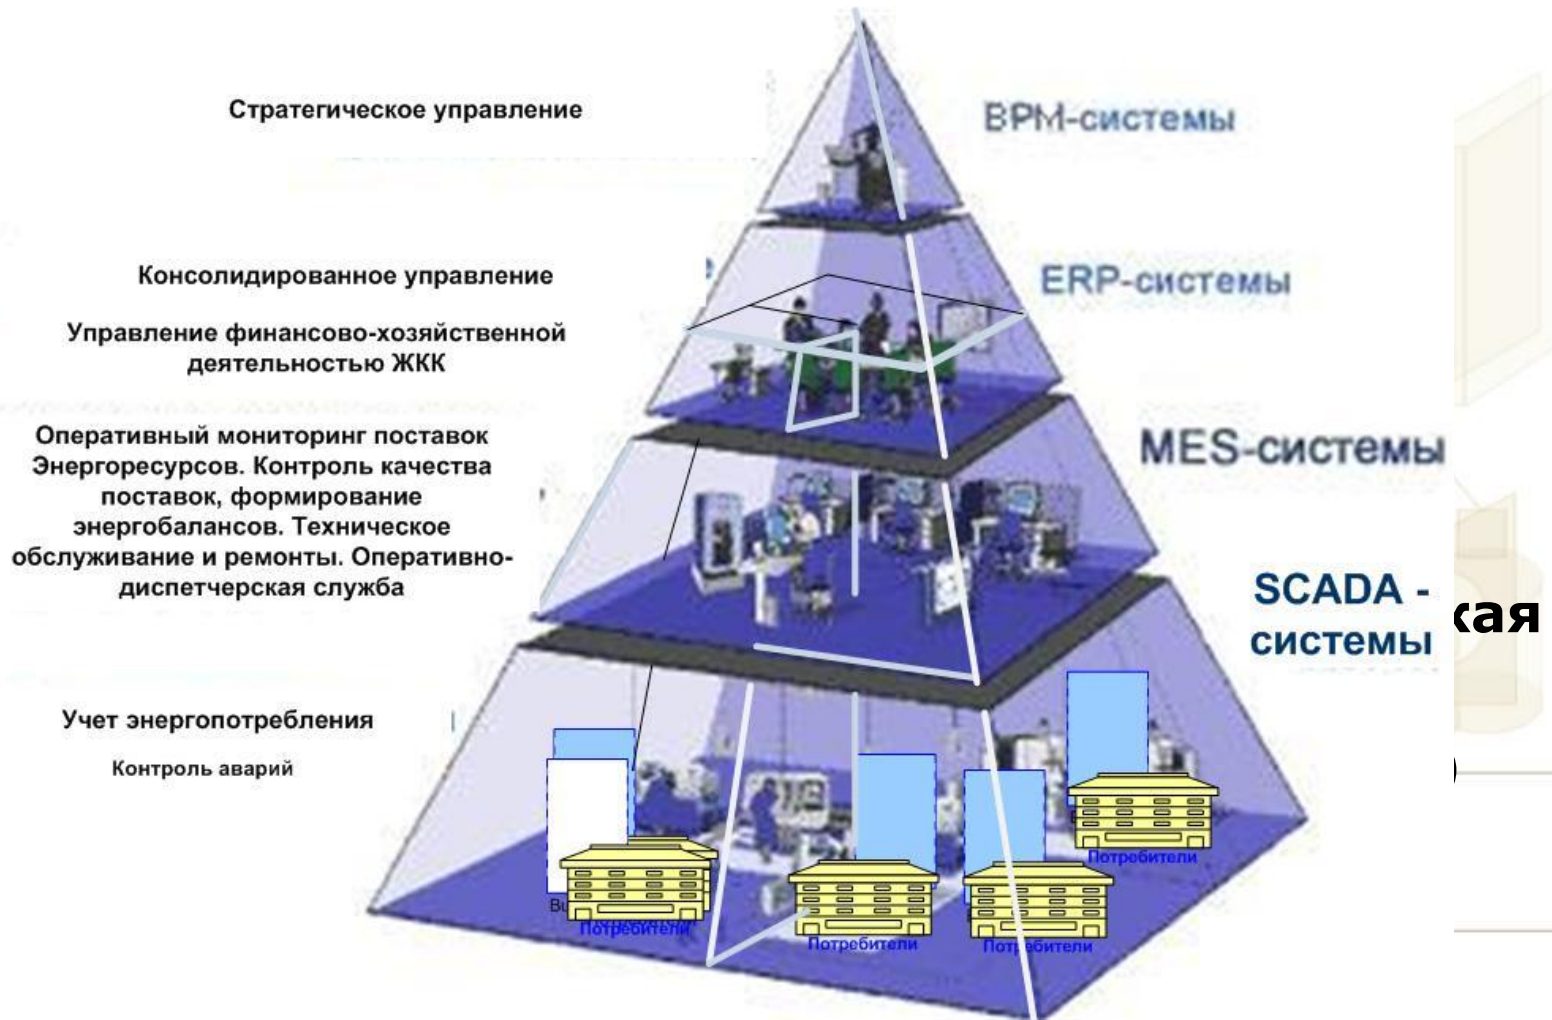 Стратегическое управление
BPM-системы
Консолидированное управление
ERP-системы
Управление финансово-хозяйственной
деятельностью ЖКК
Оперативный мониторинг поставок
Энергоресурсов. Контроль качества
поставок, формирование
энергобалансов. Техническое
обслуживание и ремонты. Оперативно-
диспетчерская служба
MES-системы
SCADA -
системы
кая
Учет энергопотребления
Контроль аварий
)
Потребители
Потребители
Потребители
Потребители